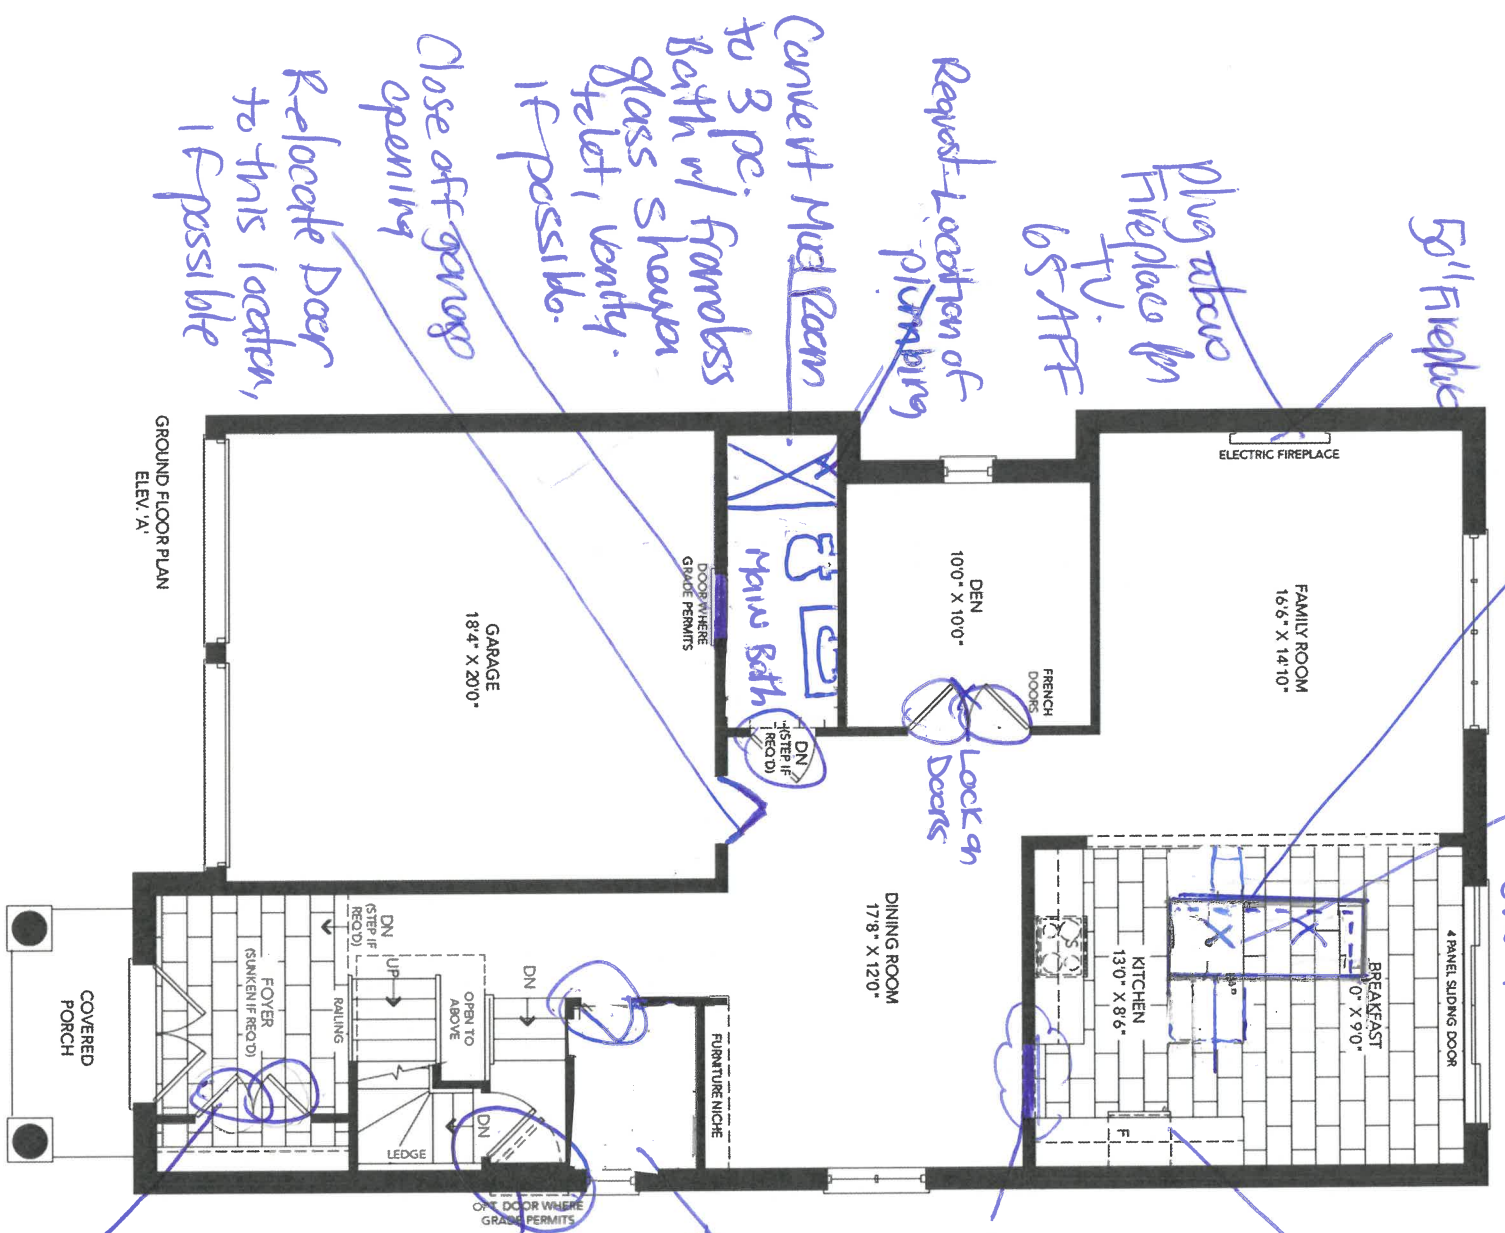 50" Fireplace
plug above
Fireplace for
TV.
65 AFF
Request Location of
plumbing
Convert Mud Room
to 3 pc.
Bath w/ frameless
glass shower
toilet, vanity.
if possible.
Close off garage
opening
Relocate Door
to this location,
if possible
ELECTRIC FIREPLACE
FAMILY ROOM
16'6" X 14'10"
4 PANEL SLIDING DOOR
BREAKFAST
0" X 9'0"
KITCHEN
13'0" X 8'6"
F
DEN
10'0" X 10'0"
FRENCH
DOORS
Lock on
Doors
DINING ROOM
17'8" X 12'0"
Main Bath
DN
(STEP IF
REQ'D)
DOOR WHERE
GRADE PERMITS
FURNITURE NICHE
GARAGE
18'4" X 20'0"
DN
OPEN TO
ABOVE
UP
DN
(STEP IF
REQ'D)
RAILING
DN
LEDGE
OPT DOOR WHERE
GRADE PERMITS
FOYER
(SUNKEN IF REQ'D)
COVERED
PORCH
GROUND FLOOR PLAN
ELEV. 'A'